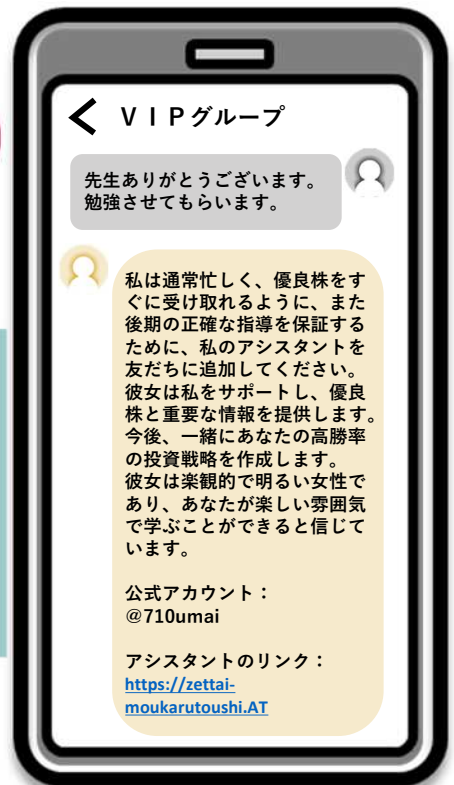 VIPグループ
先生ありがとうございます。
勉強させてもらいます。
私は通常忙しく、優良株をす
ぐに受け取れるように、また
後期の正確な指導を保証する
ために、私のアシスタントを
友だちに追加してください。
彼女は私をサポートし、優良
株と重要な情報を提供します。
今後、一緒にあなたの高勝率
の投資戦略を作成します。
彼女は楽観的で明るい女性で
あり、あなたが楽しい雰囲気
で学ぶことができると信じて
います。
公式アカウント：
@710umai
アシスタントのリンク：
https://zettai-
moukarutoushi.AT